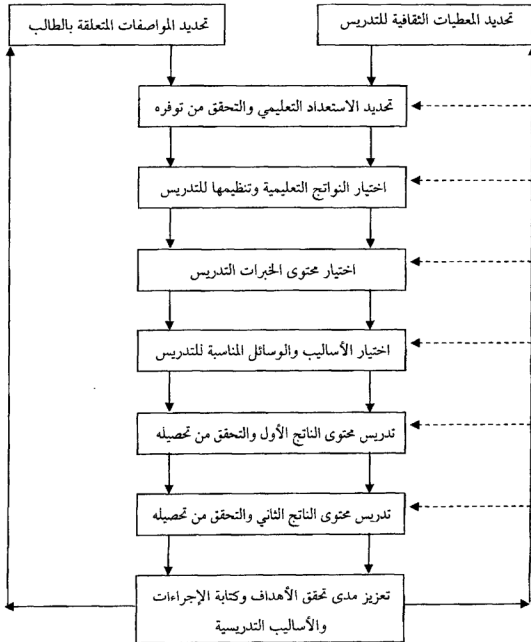 تحديد المعطيات الثقافية للتدريس
تحديد المواصفات المتعلقة بالطالب
تحديد الاستعداد التعليمي والتحقق من توفره
اختيار النواتج التعليمية وتنظيمها للتدريس
اختيار محتوى الخبرات التدريس
اختيار الأساليب والوسائل المناسبة للتدريس
تدريس محتوى الناتج الأول والتحقق من تحصيله
تدريس محتوى الناتج الثاني والتحقق من تحصيله
تعزيز مدى تحقق الأهداف وكتابة الإجراءات
والأساليب التدريسية